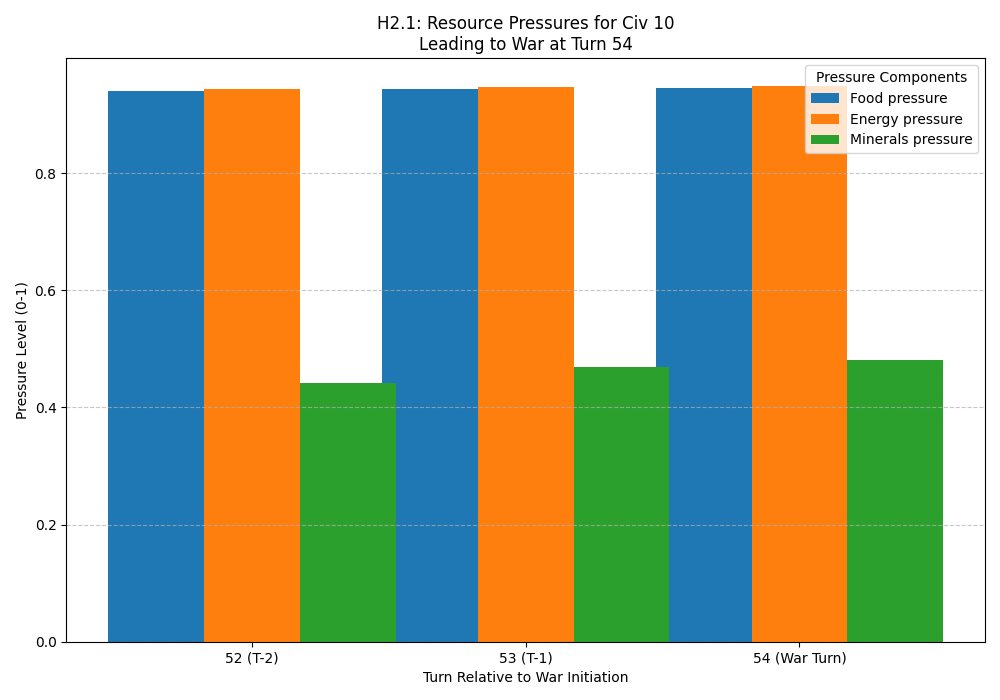 H2.1: Resource Pressures for Civ 10
Leading to War at Turn 54
Pressure Components
Food pressure
Energy pressure
Minerals pressure
Pressure Level (0-1)
0.8
0.6
0.4
0.2
0.0
52 (T-2)
53 (T-1)
54 (War Turn)
Turn Relative to War Initiation